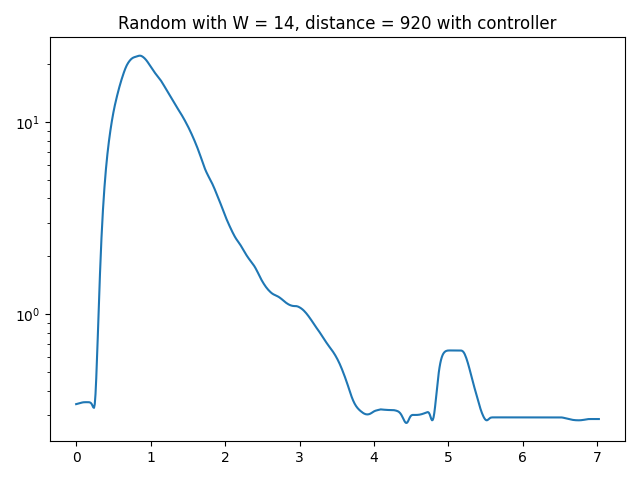 Random with W = 14, distance = 920 with controller
10¹
10⁰
0 1 2 3 4 5 6 7